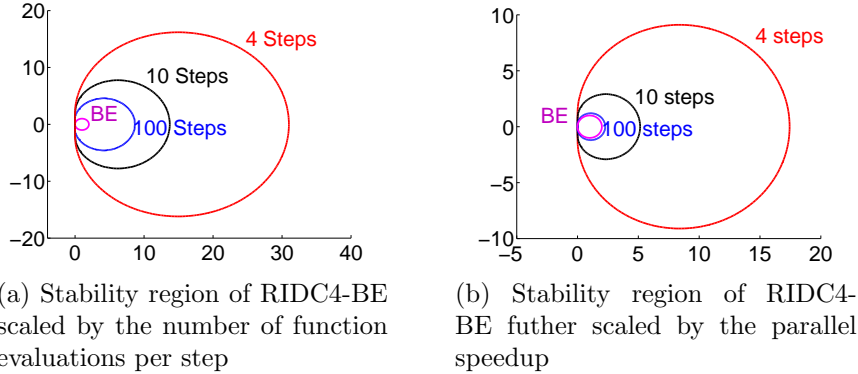 20
10
0
−10
−20
0 10 20 30 40
4 Steps
10 Steps
BE
100 Steps
10
5
0
−5
−10
−5 0 5 10 15 20
4 steps
10 steps
BE
100 steps
(a) Stability region of RIDC4-BE
scaled by the number of function
evaluations per step
(b) Stability region of RIDC4-
BE futher scaled by the parallel
speedup